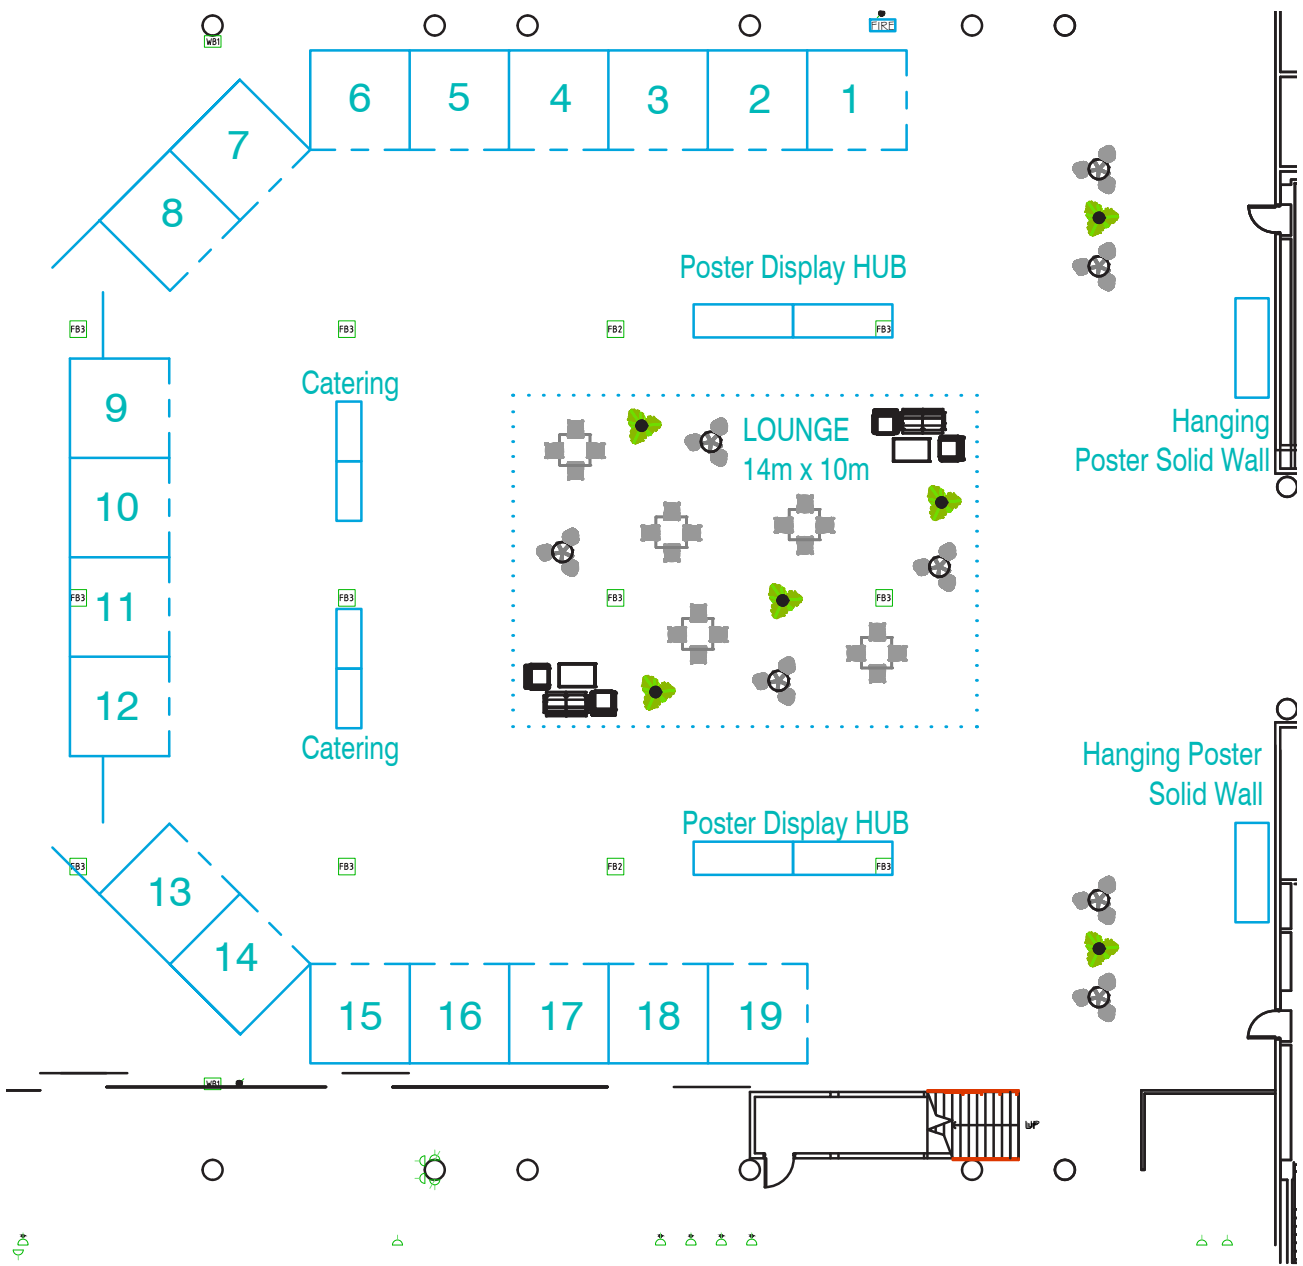 FIRE
WB1
6 5 4 3 2 1
7
8
Poster Display HUB
FB3 FB3 FB2 FB3
Catering
9
Hanging
Poster Solid Wall
LOUNGE
14m x 10m
10
FB3 11 FB3 FB2 FB3
12
Catering
Hanging Poster
Solid Wall
Poster Display HUB
FB3 FB3 FB2 FB3
13
14
15 16 17 18 19
WB1
UP